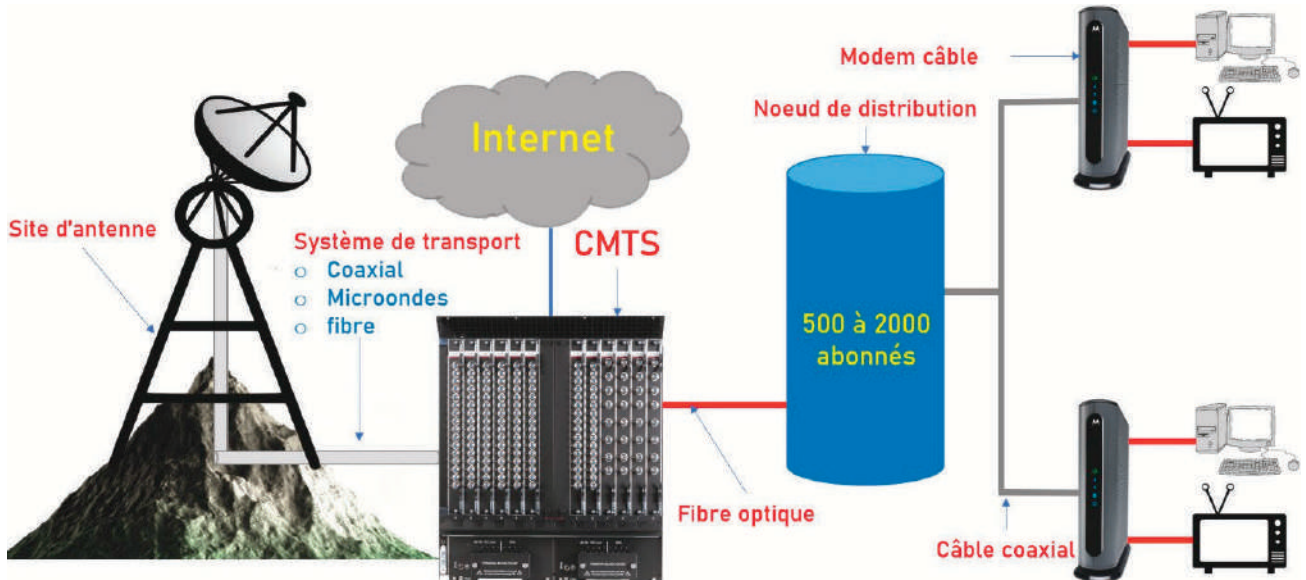 Modem câble
Noeud de distribution
Internet
Site d'antenne
Système de transport
o Coaxial
o Microondes
o fibre
CMTS
500 à 2000
abonnés
Fibre optique
Câble coaxial